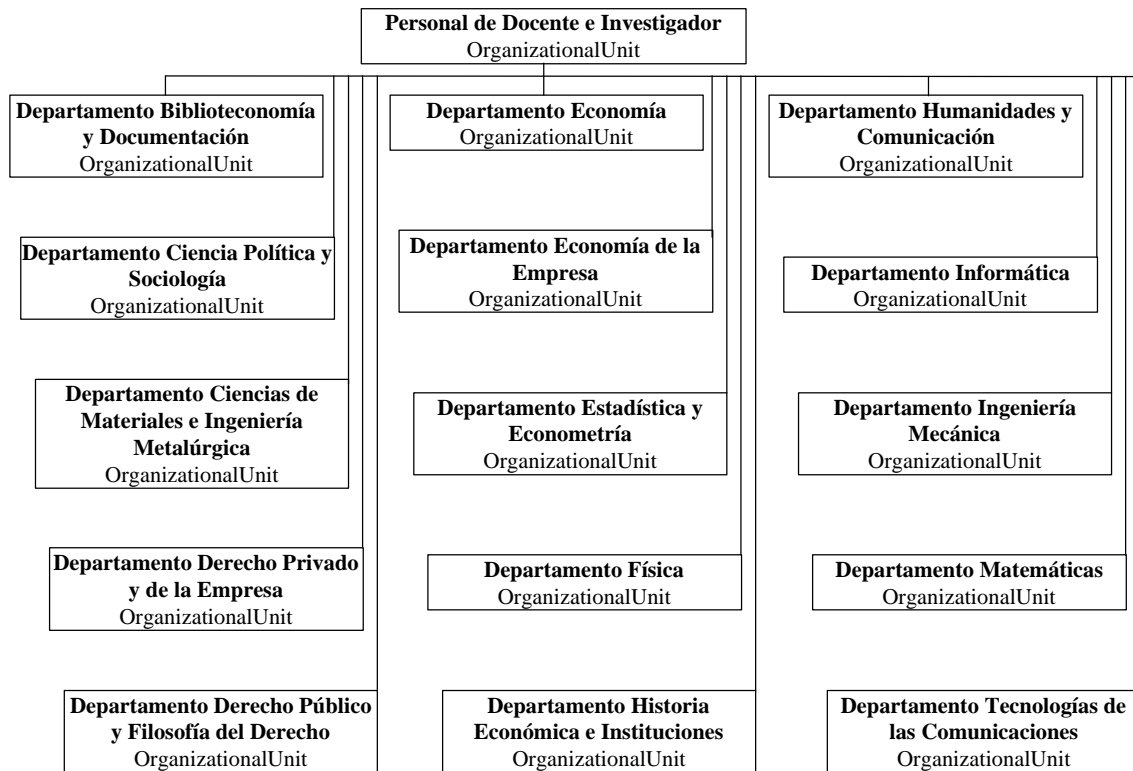 Personal de Docente e Investigador
OrganizationalUnit
Departamento Biblioteconomía
y Documentación
OrganizationalUnit
Departamento Economía
OrganizationalUnit
Departamento Humanidades y
Comunicación
OrganizationalUnit
Departamento Ciencia Política y
Sociología
OrganizationalUnit
Departamento Economía de la
Empresa
OrganizationalUnit
Departamento Informática
OrganizationalUnit
Departamento Ciencias de
Materiales e Ingeniería
Metalúrgica
OrganizationalUnit
Departamento Estadística y
Econometría
OrganizationalUnit
Departamento Ingeniería
Mecánica
OrganizationalUnit
Departamento Derecho Privado
y de la Empresa
OrganizationalUnit
Departamento Física
OrganizationalUnit
Departamento Matemáticas
OrganizationalUnit
Departamento Derecho Público
y Filosofía del Derecho
OrganizationalUnit
Departamento Historia
Económica e Instituciones
OrganizationalUnit
Departamento Tecnologías de
las Comunicaciones
OrganizationalUnit